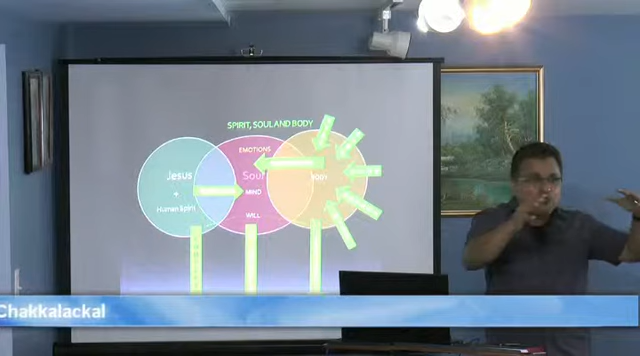 SPIRIT, SOUL AND BODY
EMOTIONS
Jesus
Soul
BODY
+
MIND
Human Spirit
WILL
Chakkalackal